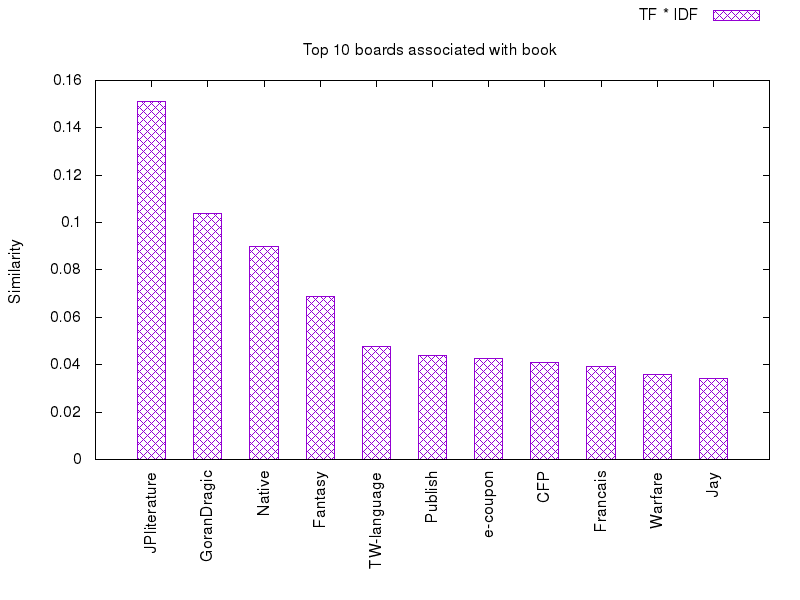 TF * IDF
Top 10 boards associated with book
Similarity
0.16
0.14
0.12
0.1
0.08
0.06
0.04
0.02
0
JPliterature
GoranDragic
Native
Fantasy
TW-language
Publish
e-coupon
CFP
Francais
Warfare
Jay